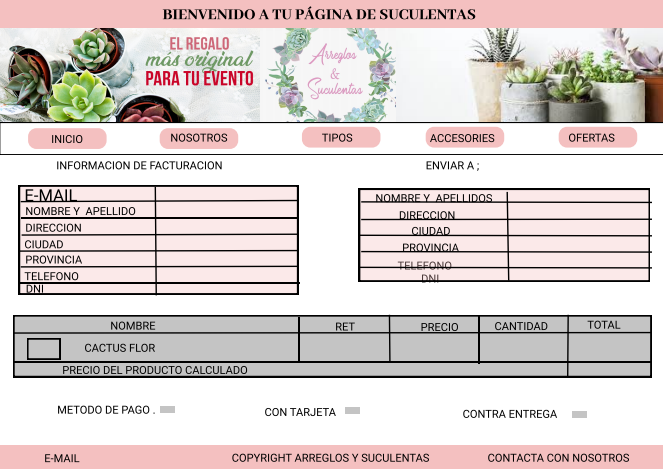 BIENVENIDO A TU PÁGINA DE SUCULENTAS
EL REGALO
más original
PARA TU EVENTO
Arreglos
&
Suculentas
INICIO
NOSOTROS
TIPOS
ACCESORIES
OFERTAS
INFORMACION DE FACTURACION
ENVIAR A ;
E-MAIL
NOMBRE Y APELLIDO
DIRECCION
CIUDAD
PROVINCIA
TELEFONO
DNI
NOMBRE Y APELLIDOS
DIRECCION
CIUDAD
PROVINCIA
TELEFONO
DNI
NOMBRE RET PRECIO CANTIDAD TOTAL
CACTUS FLOR
PRECIO DEL PRODUCTO CALCULADO
METODO DE PAGO . CON TARJETA CONTRA ENTREGA
E-MAIL COPYRIGHT ARREGLOS Y SUCULENTAS CONTACTA CON NOSOTROS